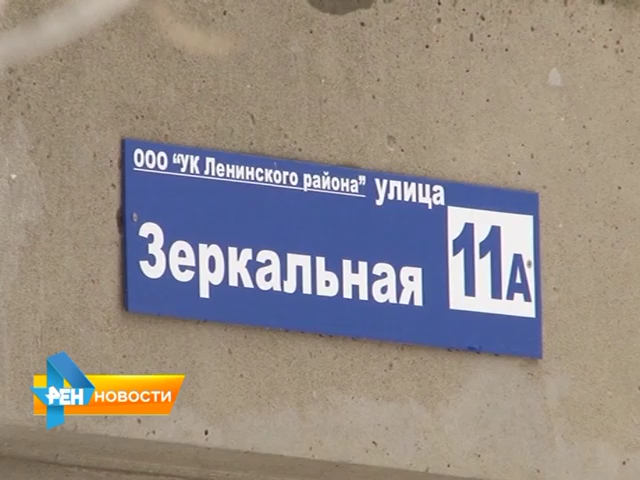 ООО "УК Ленинского района" улица
Зеркальная 11А
РЕН НОВОСТИ